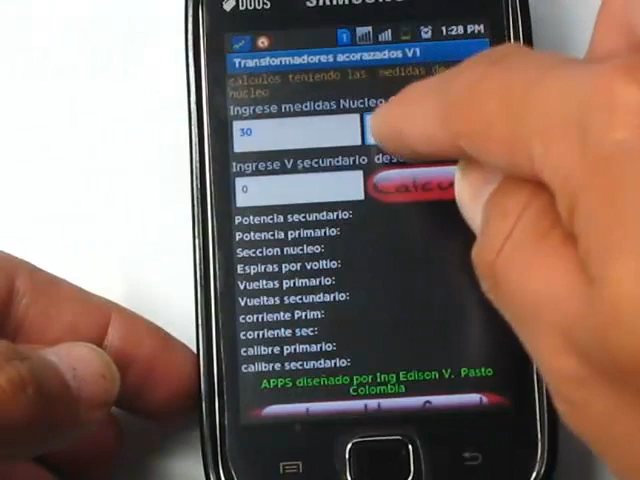 DUOS SAMSUNG
1 1:28 PM
Transformadores acorazados V1
calculos teniendo las medidas de
nucleo
Ingrese medidas Nucleo
30
Ingrese V secundario
0
Potencia secundario:
Potencia primario:
Seccion nucleo:
Espiras por voltio:
Vueltas primario:
Vueltas secundario:
corriente Prim:
corriente sec:
calibre primario:
calibre secundario:
APPS diseñado por Ing Edison V. Pasto
Colombia